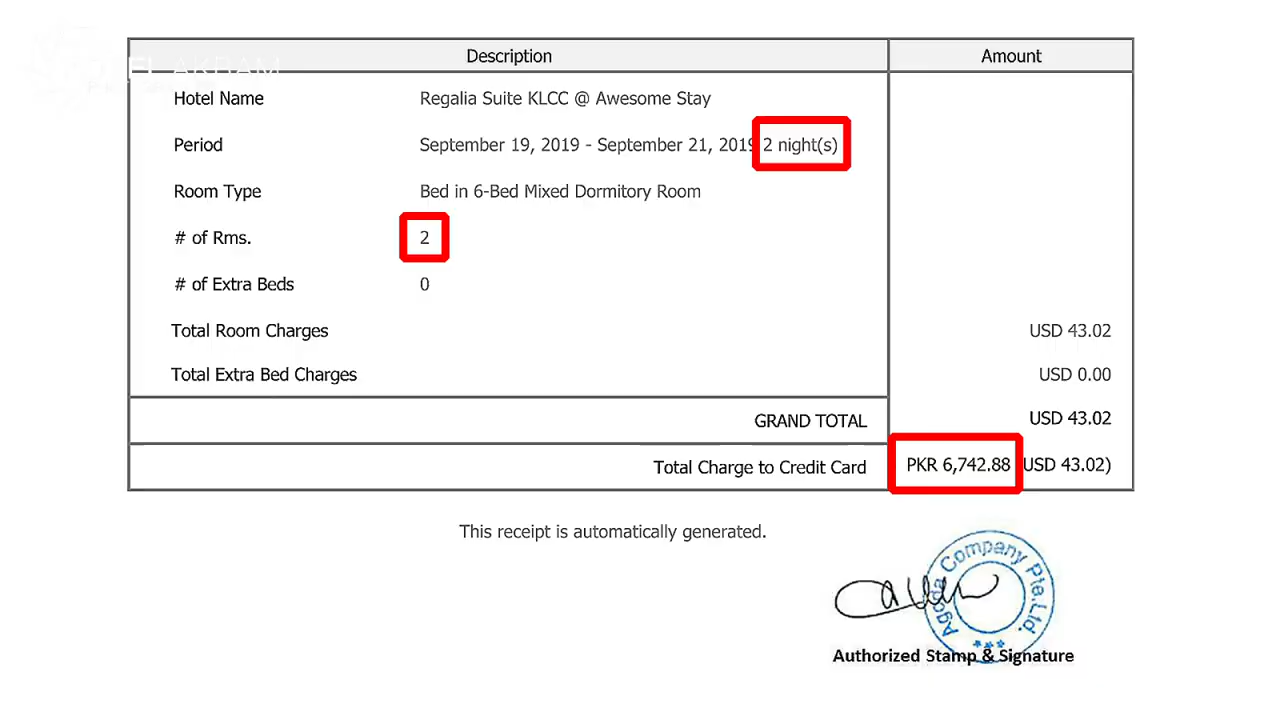 Description Amount
Hotel Name Regalia Suite KLCC @ Awesome Stay
Period September 19, 2019 - September 21, 2019 2 night(s)
Room Type Bed in 6-Bed Mixed Dormitory Room
# of Rms. 2
# of Extra Beds 0
Total Room Charges USD 43.02
Total Extra Bed Charges USD 0.00
GRAND TOTAL USD 43.02
Total Charge to Credit Card PKR 6,742.88 USD 43.02)
This receipt is automatically generated.
Agoda Company Pte.Ltd.
Authorized Stamp & Signature